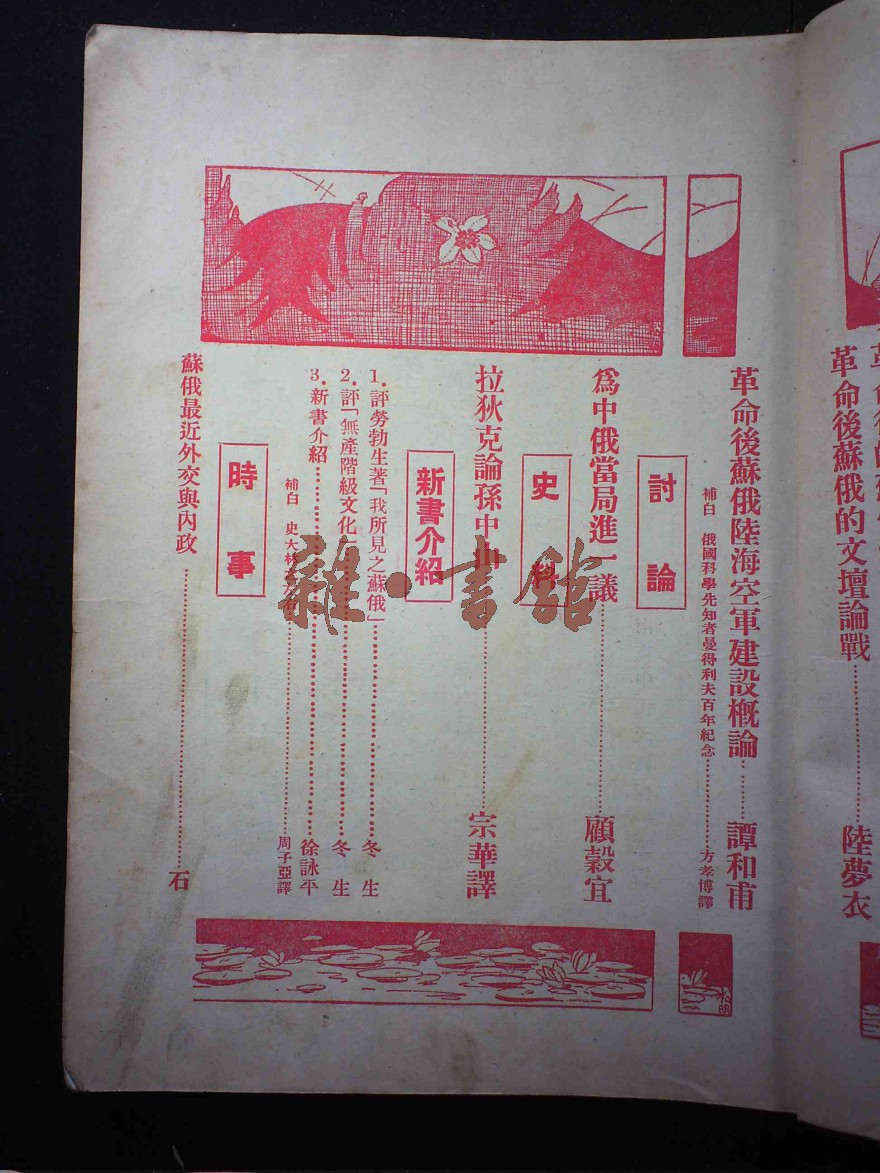 革命後蘇俄的文壇論戰⋯⋯⋯⋯陸夢衣
革命後蘇俄陸海空軍建設概論⋯⋯譚和甫
補白 俄國科學先知者曼得利夫百年紀念⋯⋯⋯⋯方孝博譯
討論
為中俄當局進一議⋯⋯⋯⋯顧穀宜
史料
拉狄克論孫中山⋯⋯⋯⋯宗華譯
新書介紹
1.評勞勃生著「我所見之蘇俄」⋯⋯⋯⋯冬生
2.評「無產階級文化」⋯⋯⋯⋯冬生
3.新書介紹⋯⋯⋯⋯徐詠平
補白 史大林⋯⋯⋯⋯周子亞譯
時事
蘇俄最近外交與內政⋯⋯⋯⋯石
雜·書館